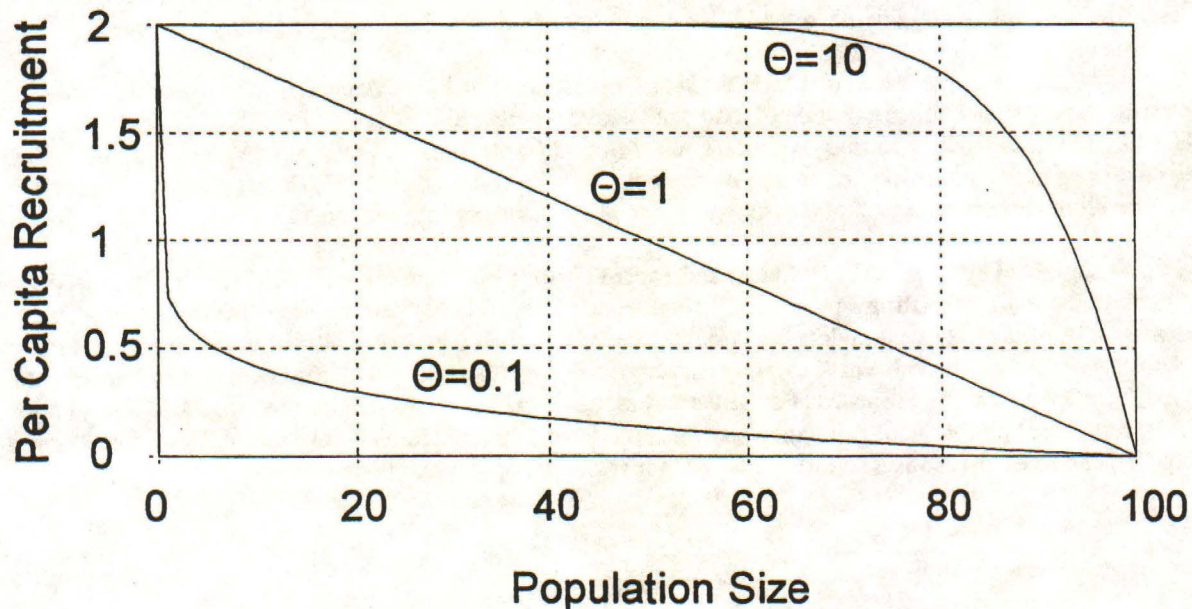 Per Capita Recruitment
2
1.5
1
0.5
0
Θ=10
Θ=1
Θ=0.1
0 20 40 60 80 100
Population Size